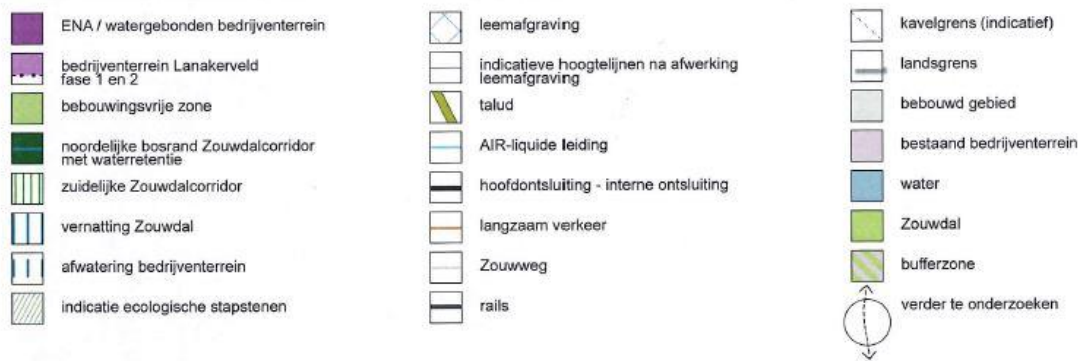 ENA / watergebonden bedrijventerrein
bedrijventerrein Lanakerveld
fase 1 en 2
bebouwingsvrije zone
noordelijke bosrand Zouwdalcorridor
met waterretentie
zuidelijke Zouwdalcorridor
vernatting Zouwdal
afwatering bedrijventerrein
indicatie ecologische stapstenen
leemafgraving
indicatieve hoogtelijnen na afwerking
leemafgraving
talud
AIR-liquide leiding
hoofdontsluiting - interne ontsluiting
langzaam verkeer
Zouwweg
rails
kavelgrens (indicatief)
landsgrens
bebouwd gebied
bestaand bedrijventerrein
water
Zouwdal
bufferzone
verder te onderzoeken